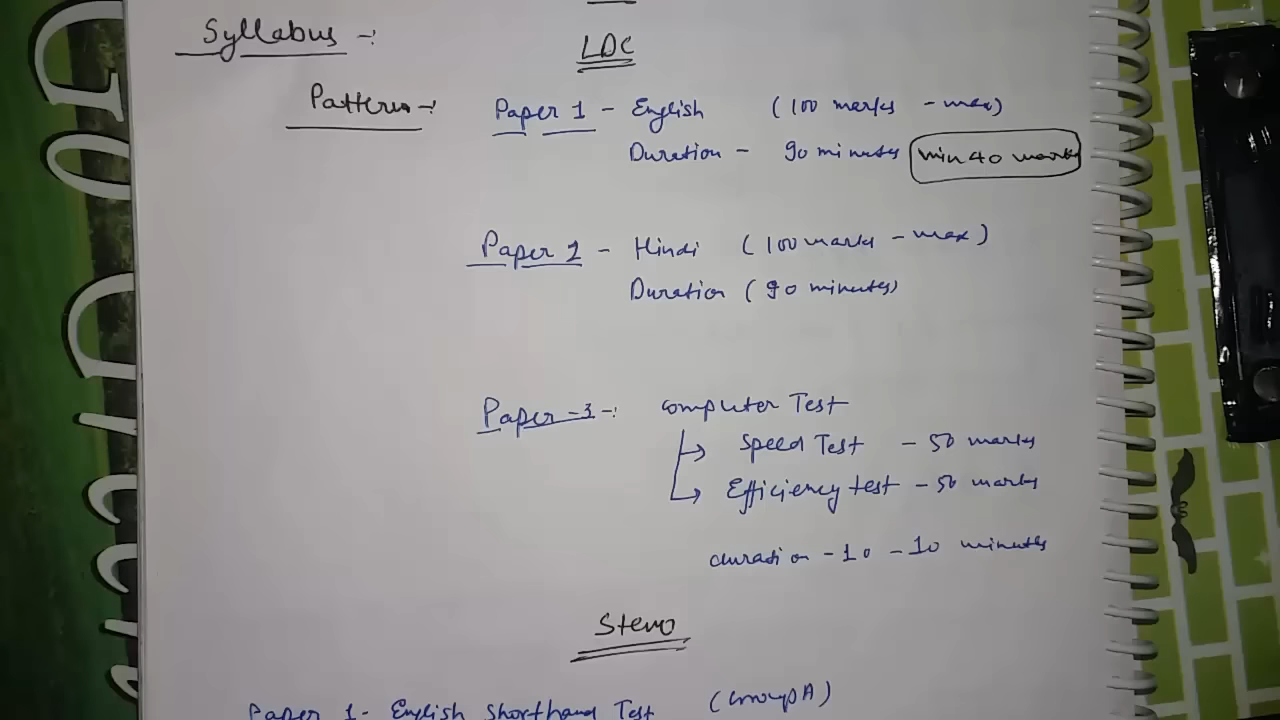 Syllabus -:
LDC
Pattern -:
Paper 1 - English (100 marks - max)
Duration - 90 minutes min 40 marks
Paper 2 - Hindi (100 marks - max)
Duration (90 minutes)
Paper -3 -: Computer Test
→ Speed Test - 50 marks
→ Efficiency test - 50 marks
duration - 10 - 10 minutes
Steno
Paper 1 - English Shorthand Test (Group A)